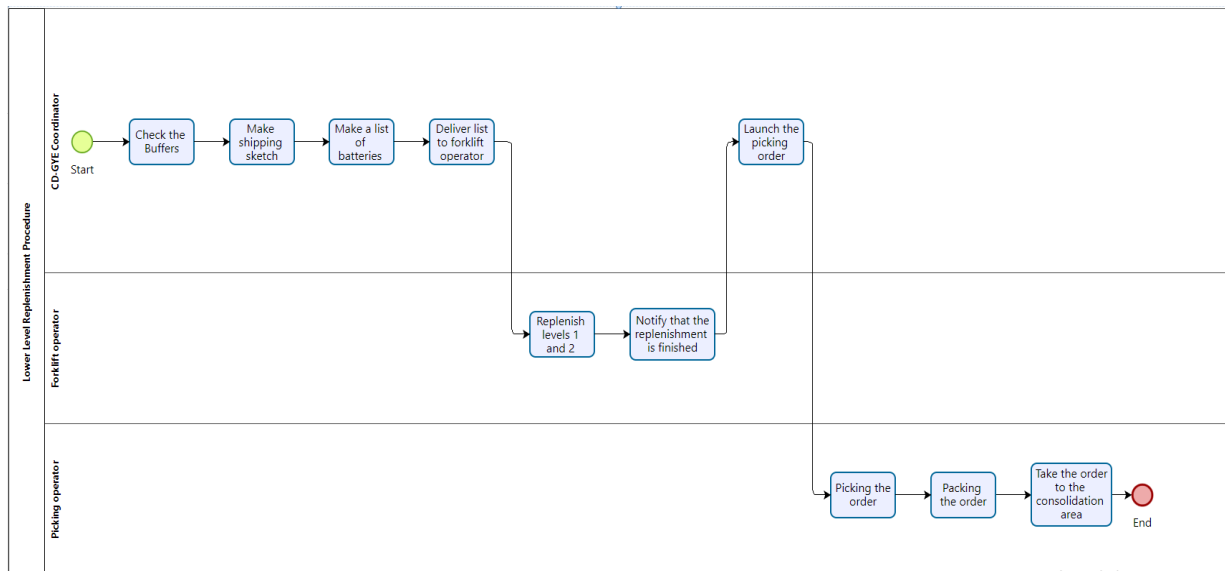 Lower Level Replenishment Procedure
CD-GYE Coordinator
Start
Check the
Buffers
Make
shipping
sketch
Make a list
of
batteries
Deliver list
to forklift
operator
Launch the
picking
order
Forklift operator
Replenish
levels 1
and 2
Notify that the
replenishment
is finished
Picking operator
Picking the
order
Packing
the order
Take the order
to the
consolidation
area
End